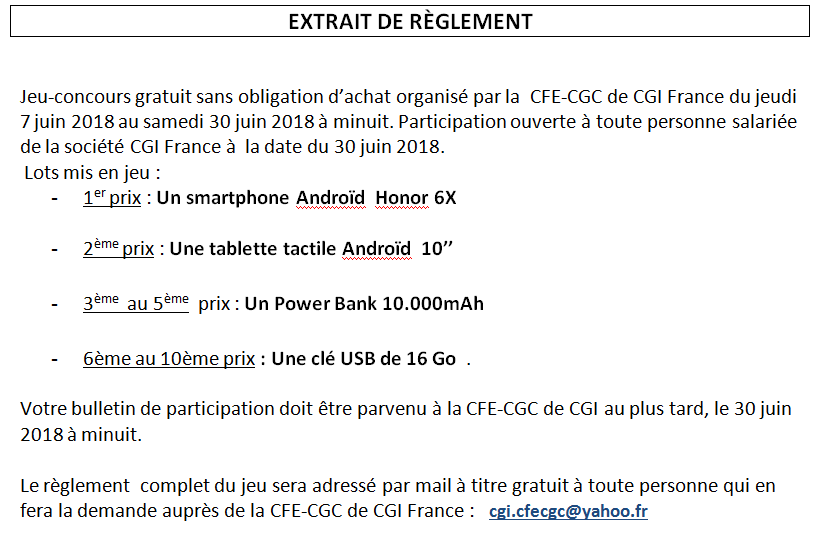 EXTRAIT DE RÈGLEMENT
Jeu-concours gratuit sans obligation d’achat organisé par la CFE-CGC de CGI France du jeudi
7 juin 2018 au samedi 30 juin 2018 à minuit. Participation ouverte à toute personne salariée
de la société CGI France à la date du 30 juin 2018.
Lots mis en jeu :
- 1er prix : Un smartphone Androïd Honor 6X
- 2ème prix : Une tablette tactile Androïd 10’’
- 3ème au 5ème prix : Un Power Bank 10.000mAh
- 6ème au 10ème prix : Une clé USB de 16 Go .
Votre bulletin de participation doit être parvenu à la CFE-CGC de CGI au plus tard, le 30 juin
2018 à minuit.
Le règlement complet du jeu sera adressé par mail à titre gratuit à toute personne qui en
fera la demande auprès de la CFE-CGC de CGI France : cgi.cfecgc@yahoo.fr